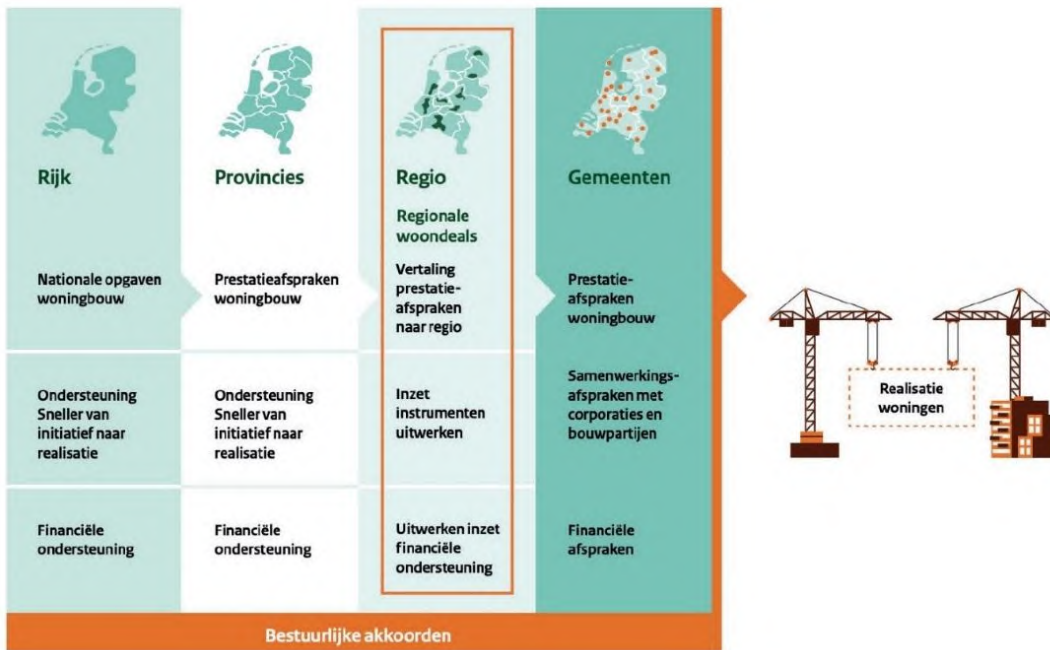 Rijk
Nationale opgaven
woningbouw
Ondersteuning
Sneller van
initiatief naar
realisatie
Financiële
ondersteuning
Provincies
Prestatieafspraken
woningbouw
Ondersteuning
Sneller van
initiatief naar
realisatie
Financiële
ondersteuning
Regio
Regionale
woondeals
Vertaling
prestatie-
afspraken
naar regio
Inzet
instrumenten
uitwerken
Uitwerken inzet
financiële
ondersteuning
Gemeenten
Prestatie-
afspraken
woningbouw
Samenwerkings-
afspraken met
corporaties en
bouwpartijen
Financiële
afspraken
Realisatie
woningen
Bestuurlijke akkoorden